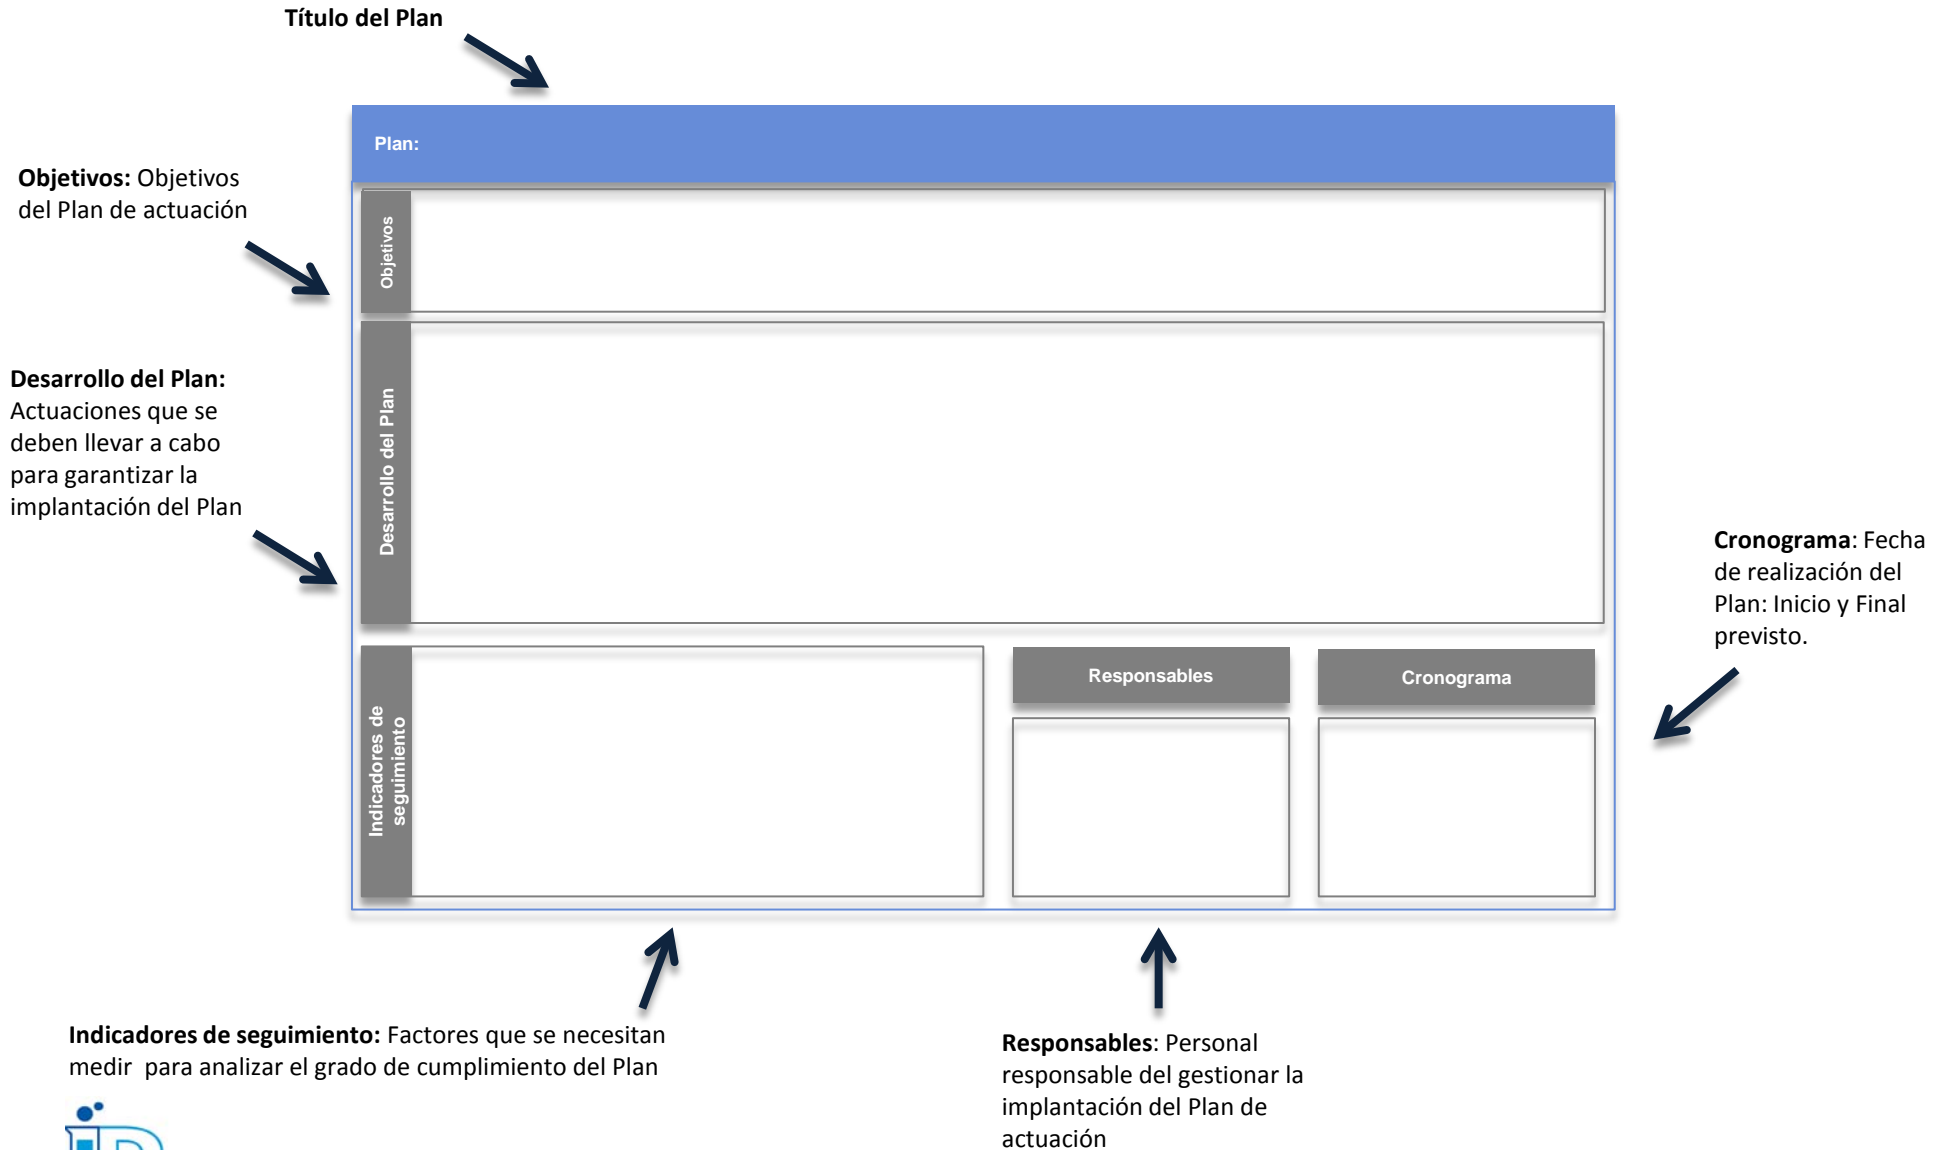 Título del Plan
Plan:
Objetivos: Objetivos
del Plan de actuación
Objetivos
Desarrollo del Plan:
Actuaciones que se
deben llevar a cabo
para garantizar la
implantación del Plan
Desarrollo del Plan
Cronograma: Fecha
de realización del
Plan: Inicio y Final
previsto.
Indicadores de
seguimiento
Responsables
Cronograma
Indicadores de seguimiento: Factores que se necesitan
medir  para analizar el grado de cumplimiento del Plan
Responsables: Personal
responsable del gestionar la
implantación del Plan de
actuación